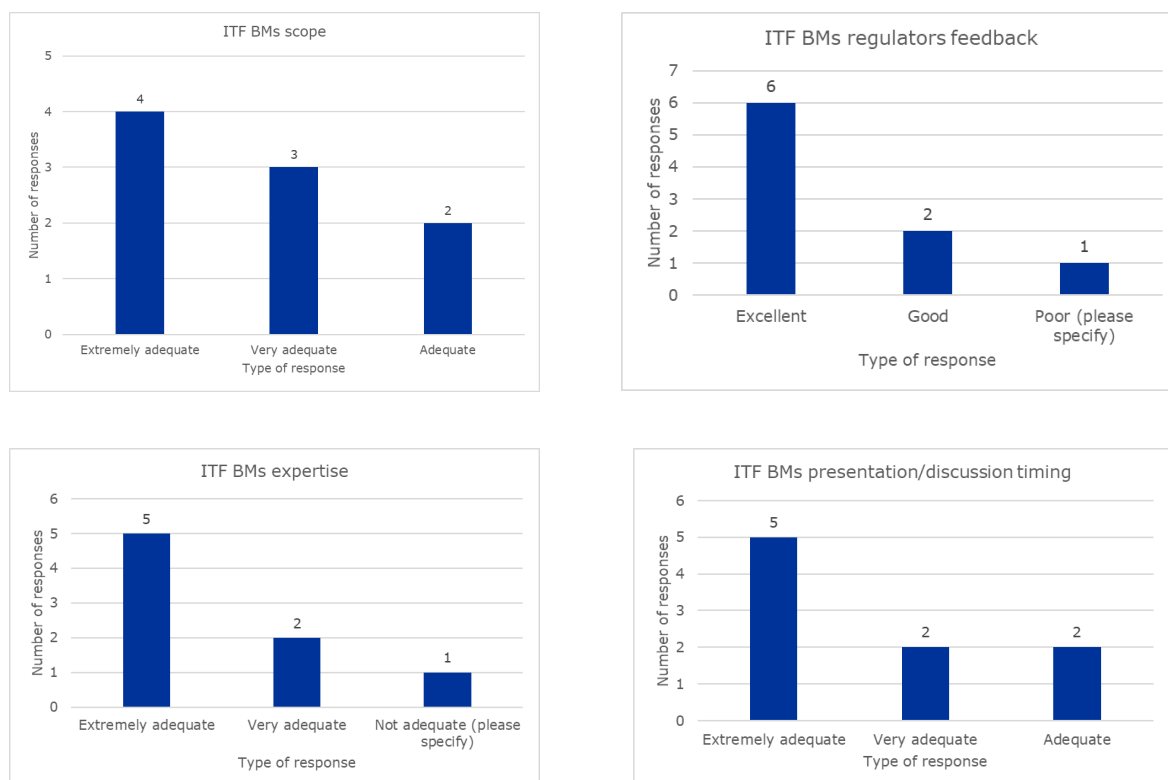 ITF BMs scope
5
4
3
2
1
0
4
3
2
Number of responses
Extremely adequate
Very adequate
Adequate
Type of response
ITF BMs regulators feedback
7
6
5
4
3
2
1
0
6
2
1
Number of responses
Excellent
Good
Poor (please
specify)
Type of response
ITF BMs expertise
6
5
4
3
2
1
0
5
2
1
Number of responses
Extremely adequate
Very adequate
Not adequate (please
specify)
Type of response
ITF BMs presentation/discussion timing
6
5
4
3
2
1
0
5
2
2
Number of responses
Extremely adequate
Very adequate
Adequate
Type of response